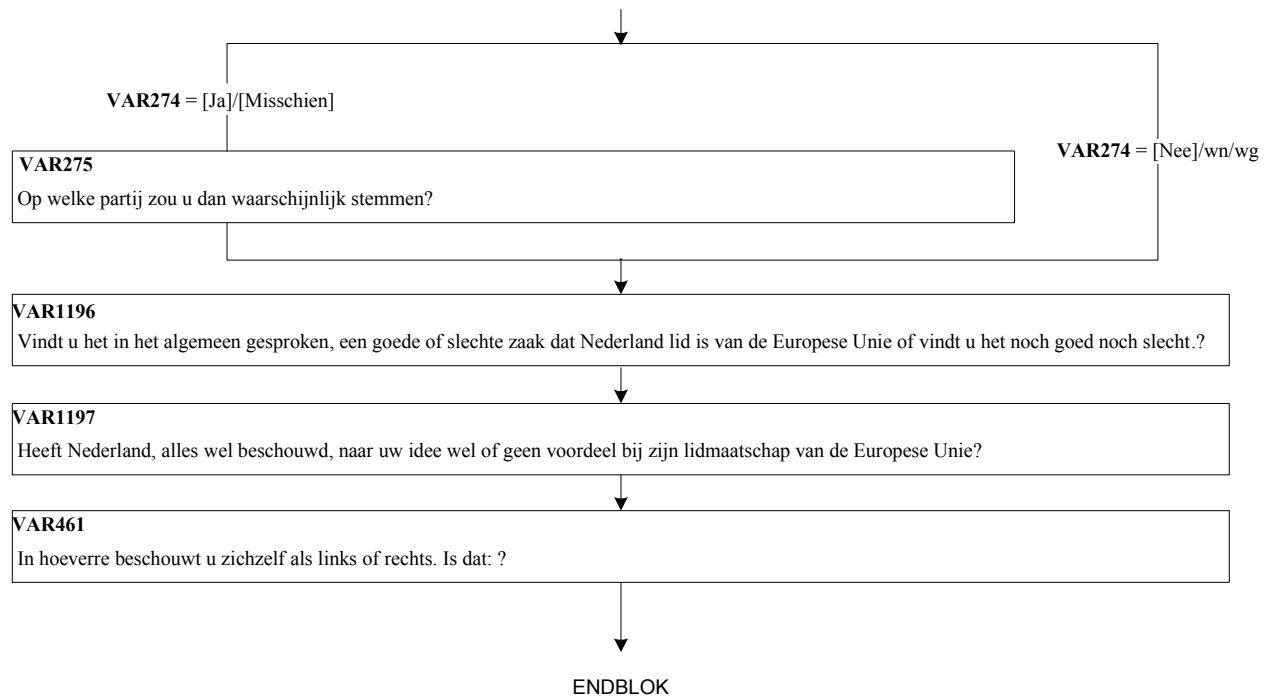 VAR274 = [Ja]/[Misschien]
VAR274 = [Nee]/wn/wg
VAR275
Op welke partij zou u dan waarschijnlijk stemmen?
VAR1196
Vindt u het in het algemeen gesproken, een goede of slechte zaak dat Nederland lid is van de Europese Unie of vindt u het noch goed noch slecht.?
VAR1197
Heeft Nederland, alles wel beschouwd, naar uw idee wel of geen voordeel bij zijn lidmaatschap van de Europese Unie?
VAR461
In hoeverre beschouwt u zichzelf als links of rechts. Is dat: ?
ENDBLOK